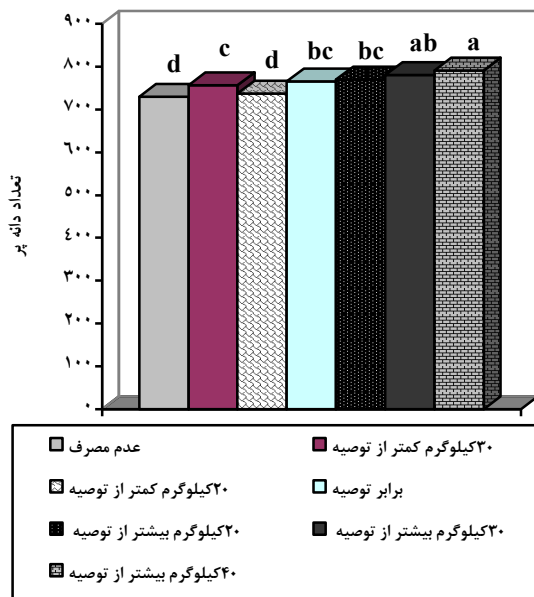 ۹۰۰
۸۰۰
۷۰۰
۶۰۰
۵۰۰
۴۰۰
۳۰۰
۲۰۰
۱۰۰
۰
تعداد دانه پر
d c d bc bc ab a
۳۰کیلوگرم کمتر از توصیه عدم مصرف
برابر توصیه ۲۰کیلوگرم کمتر از توصیه
۳۰کیلوگرم بیشتر از توصیه ۲۰کیلوگرم بیشتر از توصیه
۴۰کیلوگرم بیشتر از توصیه